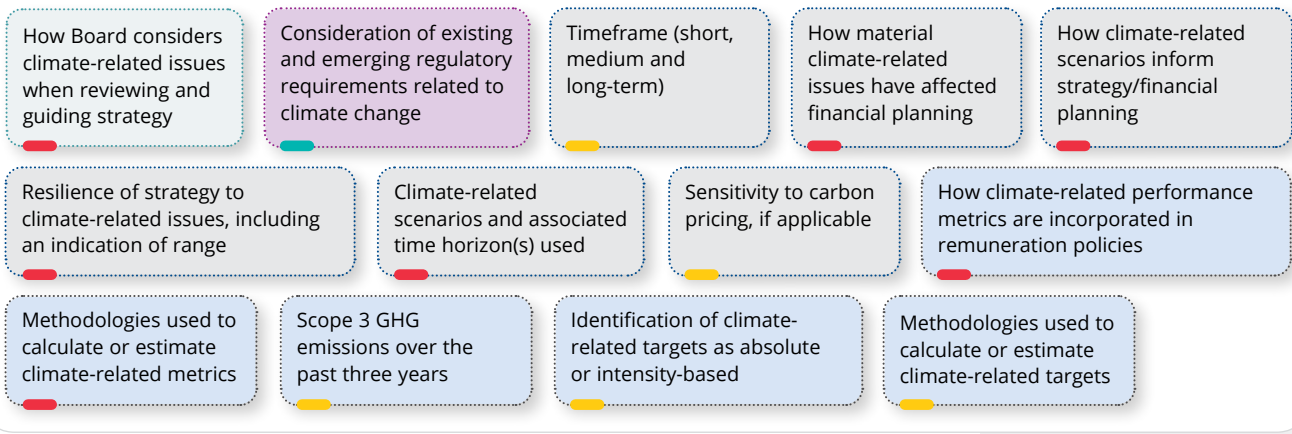 How Board considers
climate-related issues
when reviewing and
guiding strategy
Consideration of existing
and emerging regulatory
requirements related to
climate change
Timeframe (short,
medium and
long-term)
How material
climate-related
issues have affected
financial planning
How climate-related
scenarios inform
strategy/financial
planning
Resilience of strategy to
climate-related issues, including
an indication of range
Climate-related
scenarios and associated
time horizon(s) used
Sensitivity to carbon
pricing, if applicable
How climate-related performance
metrics are incorporated in
remuneration policies
Methodologies used to
calculate or estimate
climate-related metrics
Scope 3 GHG
emissions over the
past three years
Identification of climate-
related targets as absolute
or intensity-based
Methodologies used to
calculate or estimate
climate-related targets